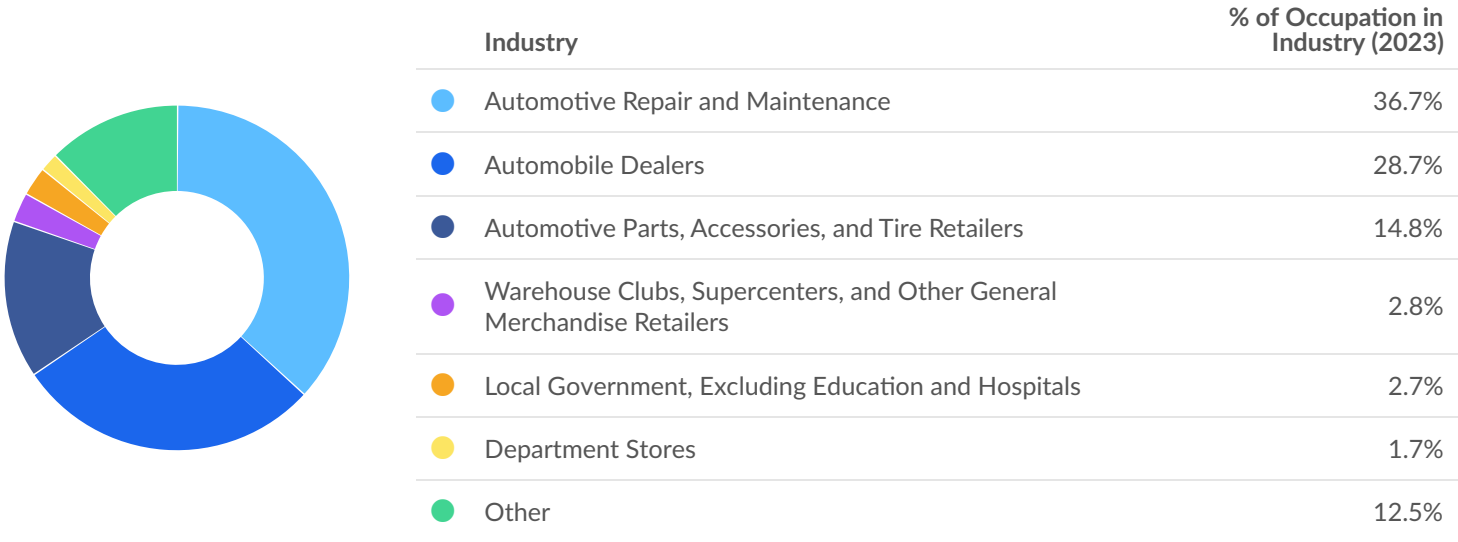 Industry
% of Occupation in
Industry (2023)
Automotive Repair and Maintenance 36.7%
Automobile Dealers 28.7%
Automotive Parts, Accessories, and Tire Retailers 14.8%
Warehouse Clubs, Supercenters, and Other General
Merchandise Retailers
2.8%
Local Government, Excluding Education and Hospitals 2.7%
Department Stores 1.7%
Other 12.5%